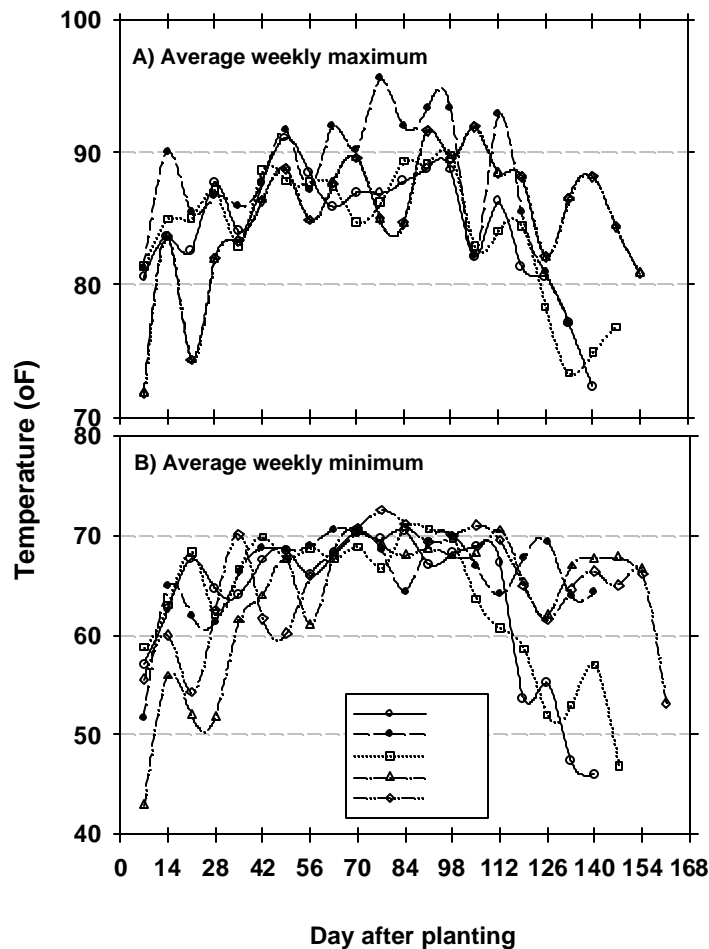 100
A) Average weekly maximum
90
80
70
80
B) Average weekly minimum
70
60
50
40
0 14 28 42 56 70 84 98 112 126 140 154 168
Temperature (oF)
Day after planting